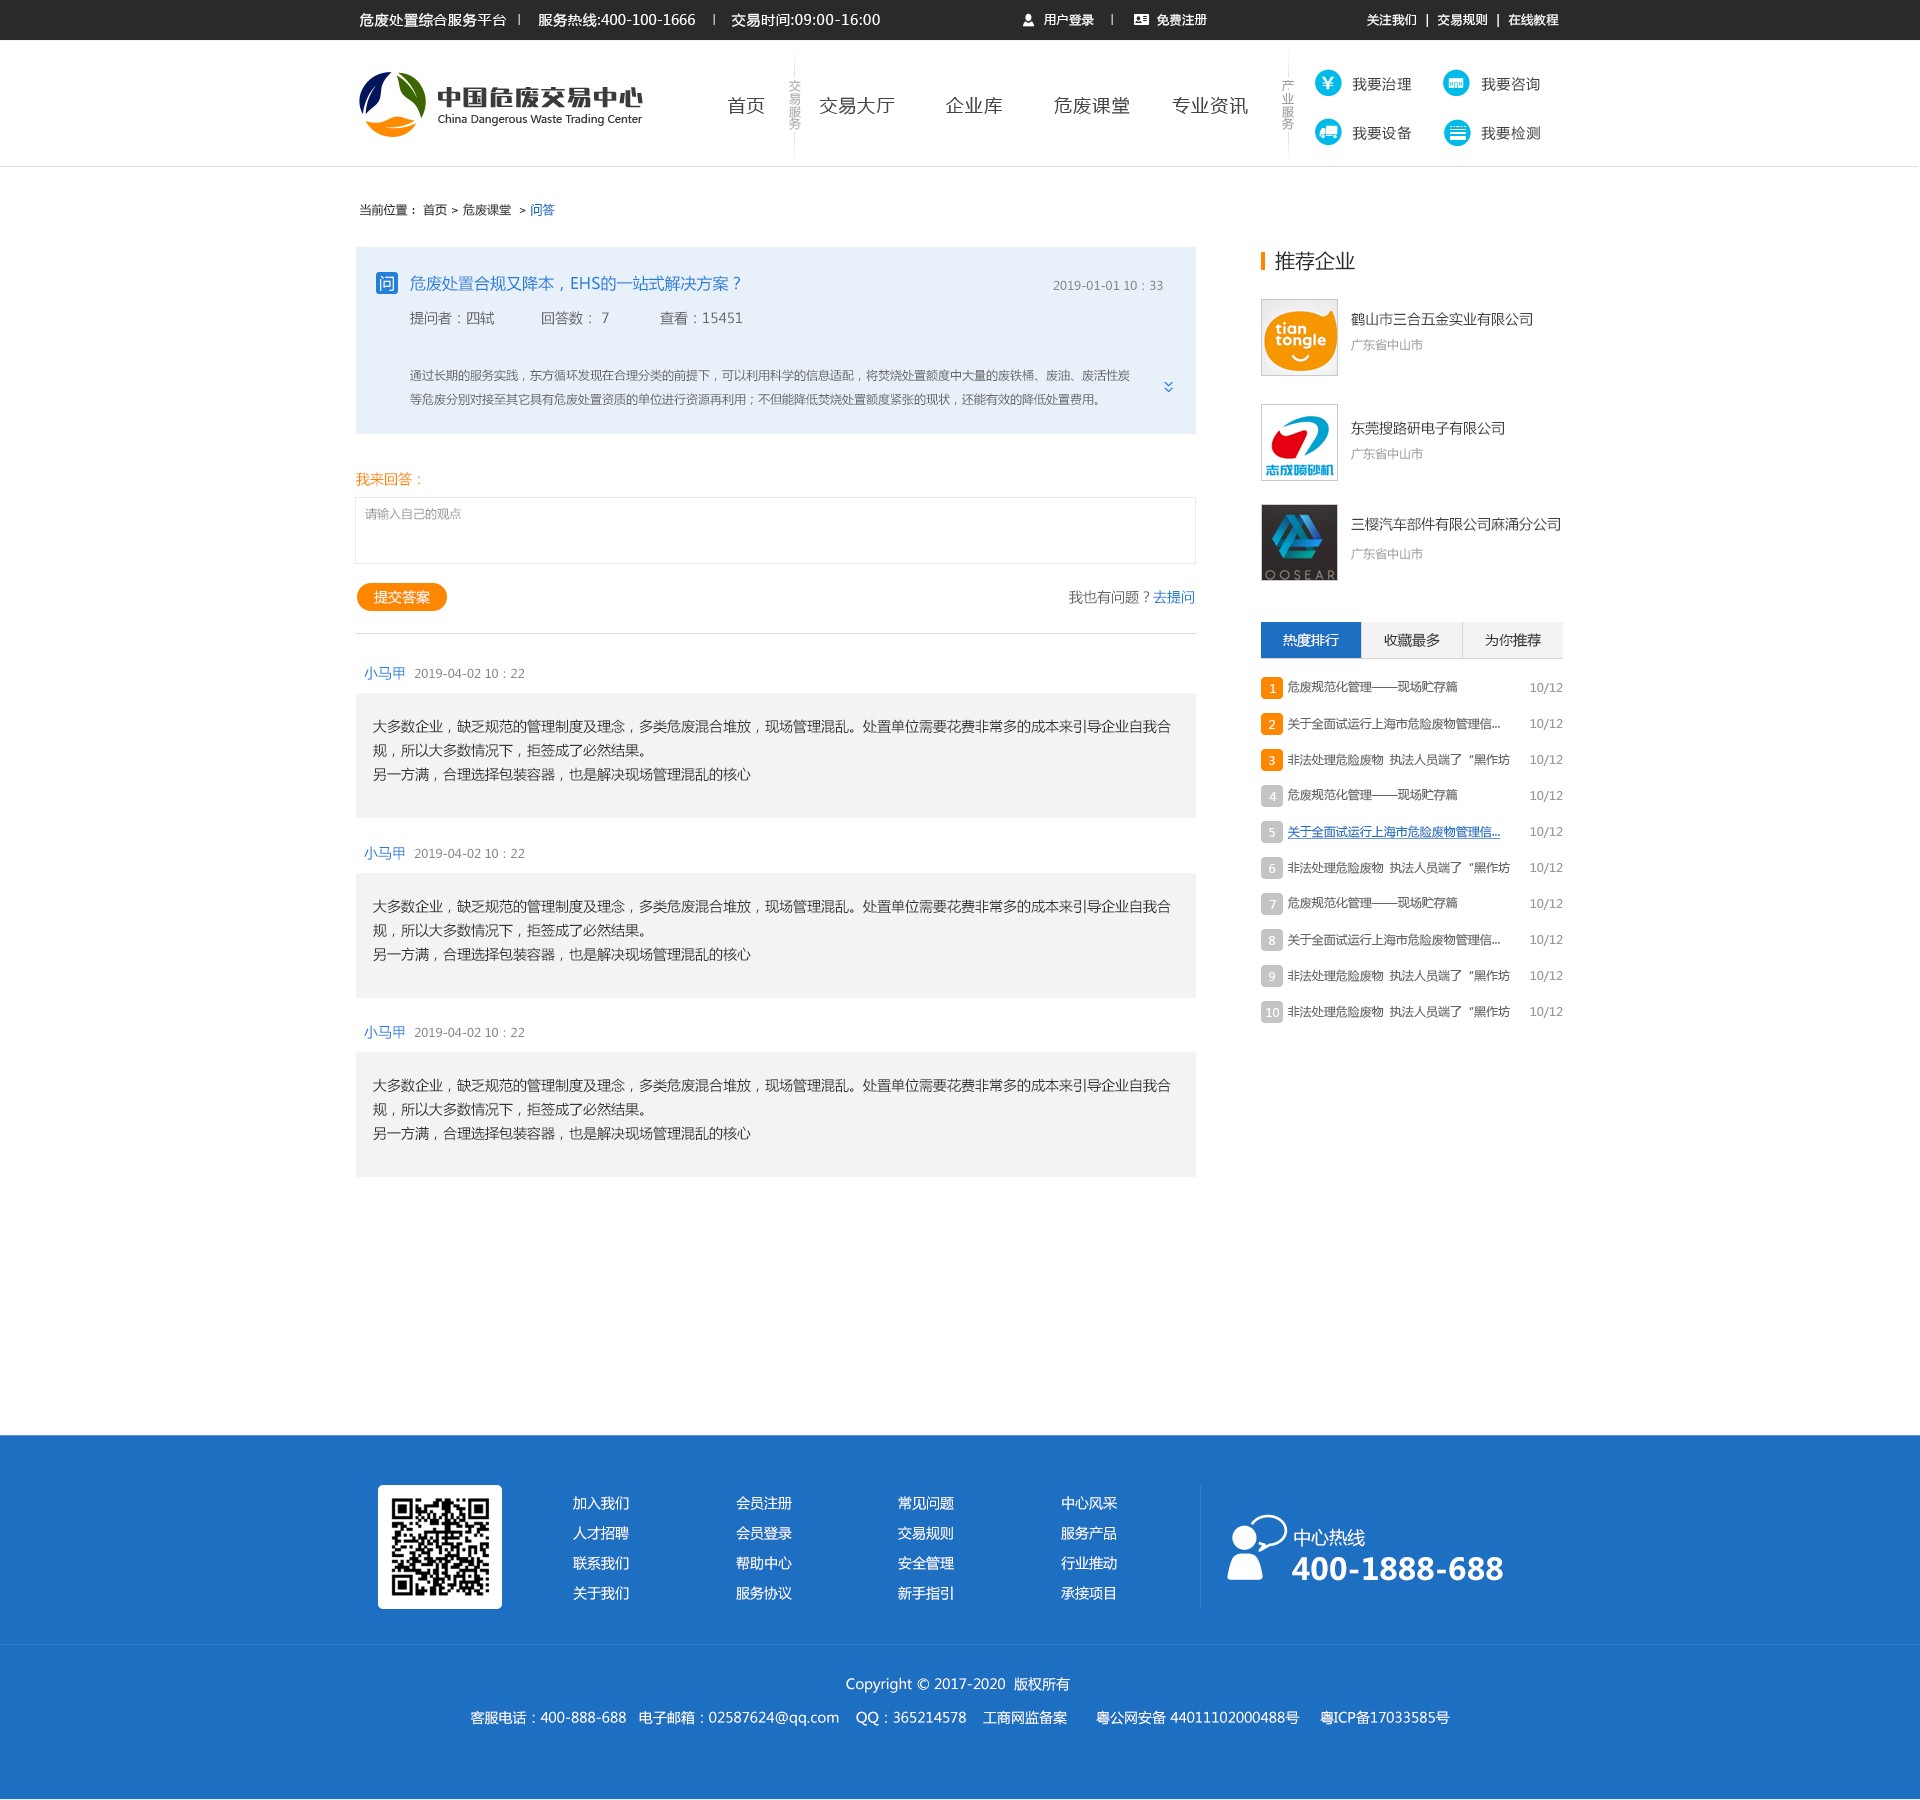 危废处置综合服务平台 | 服务热线:400-100-1666 | 交易时间:09:00-16:00 用户登录 | 免费注册 关注我们 | 交易规则 | 在线教程
中国危废交易中心
China Dangerous Waste Trading Center
首页 交易服务 交易大厅 企业库 危废课堂 专业资讯 产业服务
我要治理 我要咨询
我要设备 我要检测
当前位置： 首页 > 危废课堂 > 问答
问 危废处置合规又降本，EHS的一站式解决方案？ 2019-01-01 10：33
提问者：四轼 回答数： 7 查看：15451
通过长期的服务实践，东方循环发现在合理分类的前提下，可以利用科学的信息适配，将焚烧处置额度中大量的废铁桶、废油、废活性炭
等危废分别对接至其它具有危废处置资质的单位进行资源再利用；不但能降低焚烧处置额度紧张的现状，还能有效的降低处置费用。
我来回答：
请输入自己的观点
提交答案 我也有问题？去提问
小马甲 2019-04-02 10：22
大多数企业，缺乏规范的管理制度及理念，多类危废混合堆放，现场管理混乱。处置单位需要花费非常多的成本来引导企业自我合
规，所以大多数情况下，拒签成了必然结果。
另一方满，合理选择包装容器，也是解决现场管理混乱的核心
小马甲 2019-04-02 10：22
大多数企业，缺乏规范的管理制度及理念，多类危废混合堆放，现场管理混乱。处置单位需要花费非常多的成本来引导企业自我合
规，所以大多数情况下，拒签成了必然结果。
另一方满，合理选择包装容器，也是解决现场管理混乱的核心
小马甲 2019-04-02 10：22
大多数企业，缺乏规范的管理制度及理念，多类危废混合堆放，现场管理混乱。处置单位需要花费非常多的成本来引导企业自我合
规，所以大多数情况下，拒签成了必然结果。
另一方满，合理选择包装容器，也是解决现场管理混乱的核心
推荐企业
tian
tongle
鹤山市三合五金实业有限公司
广东省中山市
志成喷砂机
东莞搜路研电子有限公司
广东省中山市
OOSEAR
三樱汽车部件有限公司麻涌分公司
广东省中山市
热度排行 收藏最多 为你推荐
1 危废规范化管理——现场贮存篇 10/12
2 关于全面试运行上海市危险废物管理信... 10/12
3 非法处理危险废物 执法人员端了“黑作坊 10/12
4 危废规范化管理——现场贮存篇 10/12
5 关于全面试运行上海市危险废物管理信... 10/12
6 非法处理危险废物 执法人员端了“黑作坊 10/12
7 危废规范化管理——现场贮存篇 10/12
8 关于全面试运行上海市危险废物管理信... 10/12
9 非法处理危险废物 执法人员端了“黑作坊 10/12
10 非法处理危险废物 执法人员端了“黑作坊 10/12
加入我们 会员注册 常见问题 中心风采
人才招聘 会员登录 交易规则 服务产品
联系我们 帮助中心 安全管理 行业推动
关于我们 服务协议 新手指引 承接项目
中心热线
400-1888-688
Copyright © 2017-2020 版权所有
客服电话：400-888-688 电子邮箱：02587624@qq.com QQ：365214578 工商网监备案 粤公网安备 44011102000488号 粤ICP备17033585号